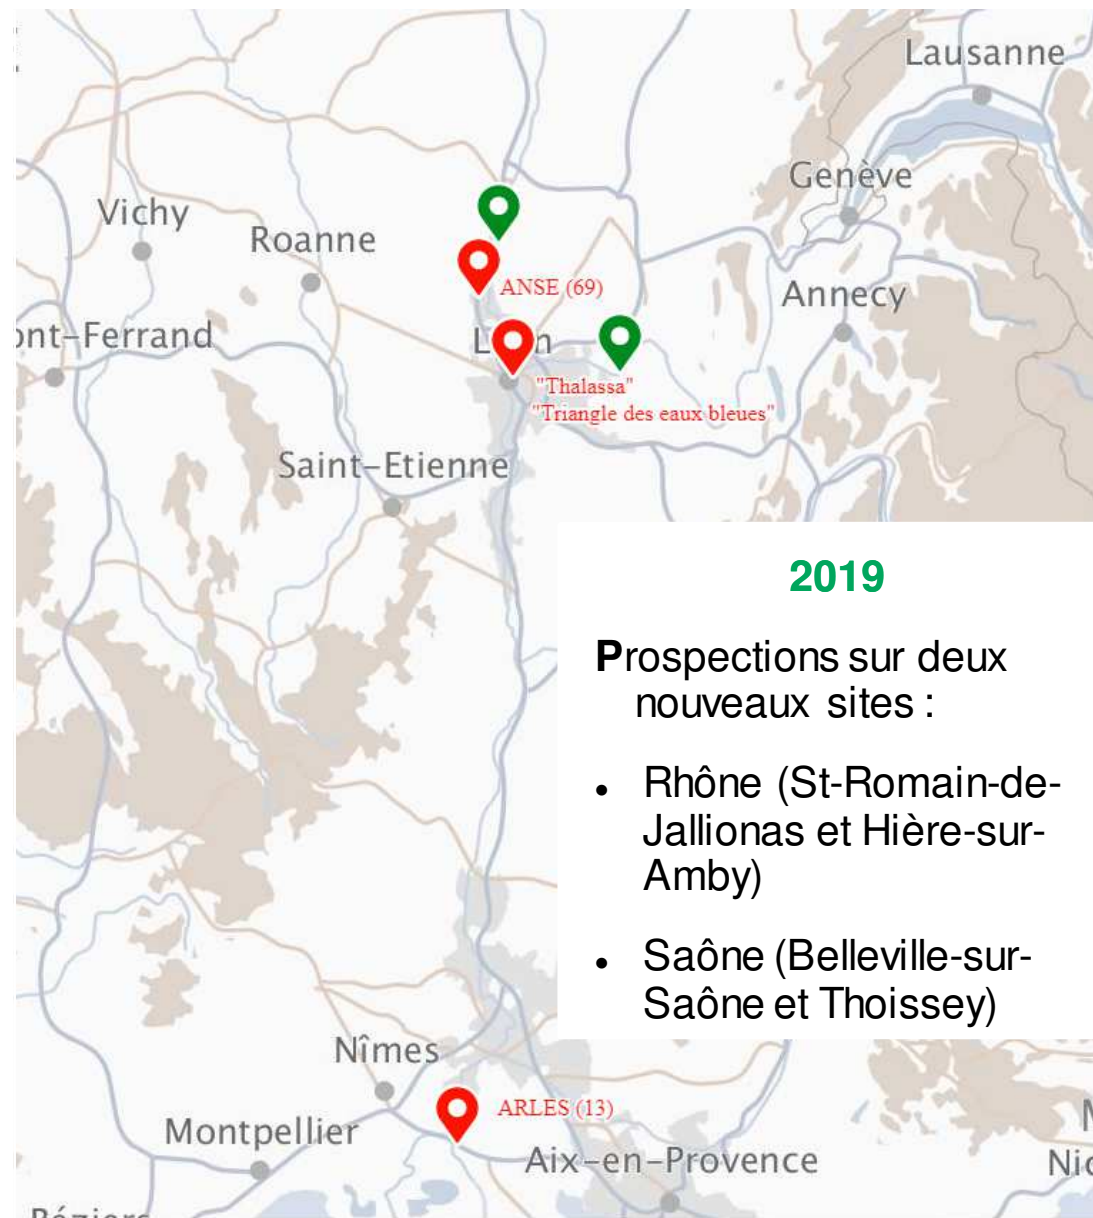 Lausanne
Genève
Vichy
Roanne
ANSE (69)
Annecy
ont-Ferrand
"Thalassa"
"Triangle des eaux bleues"
Saint-Etienne
2019
Prospections sur deux
nouveaux sites :
• Rhône (St-Romain-de-
Jallionas et Hière-sur-
Amby)
• Saône (Belleville-sur-
Saône et Thoissey)
Nîmes
ARLES (13)
Montpellier
Aix-en-Provence